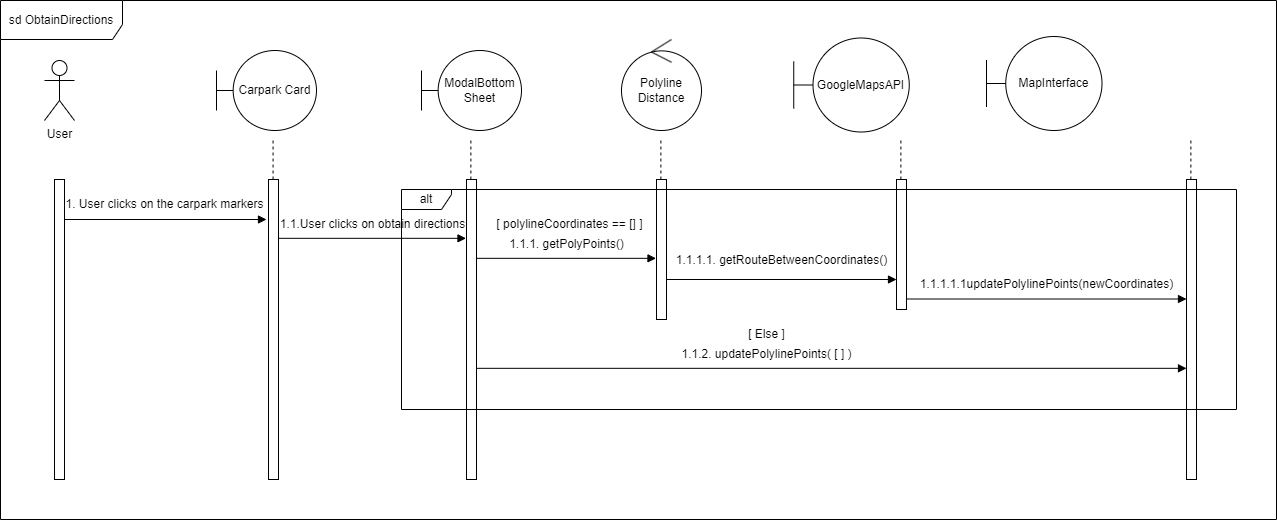 sd ObtainDirections
User
Carpark Card
ModalBottom
Sheet
Polyline
Distance
GoogleMapsAPI
MapInterface
alt
1. User clicks on the carpark markers
1.1.User clicks on obtain directions
[ polylineCoordinates == [] ]
1.1.1. getPolyPoints()
1.1.1.1. getRouteBetweenCoordinates()
1.1.1.1.1updatePolylinePoints(newCoordinates)
[ Else ]
1.1.2. updatePolylinePoints( [ ] )